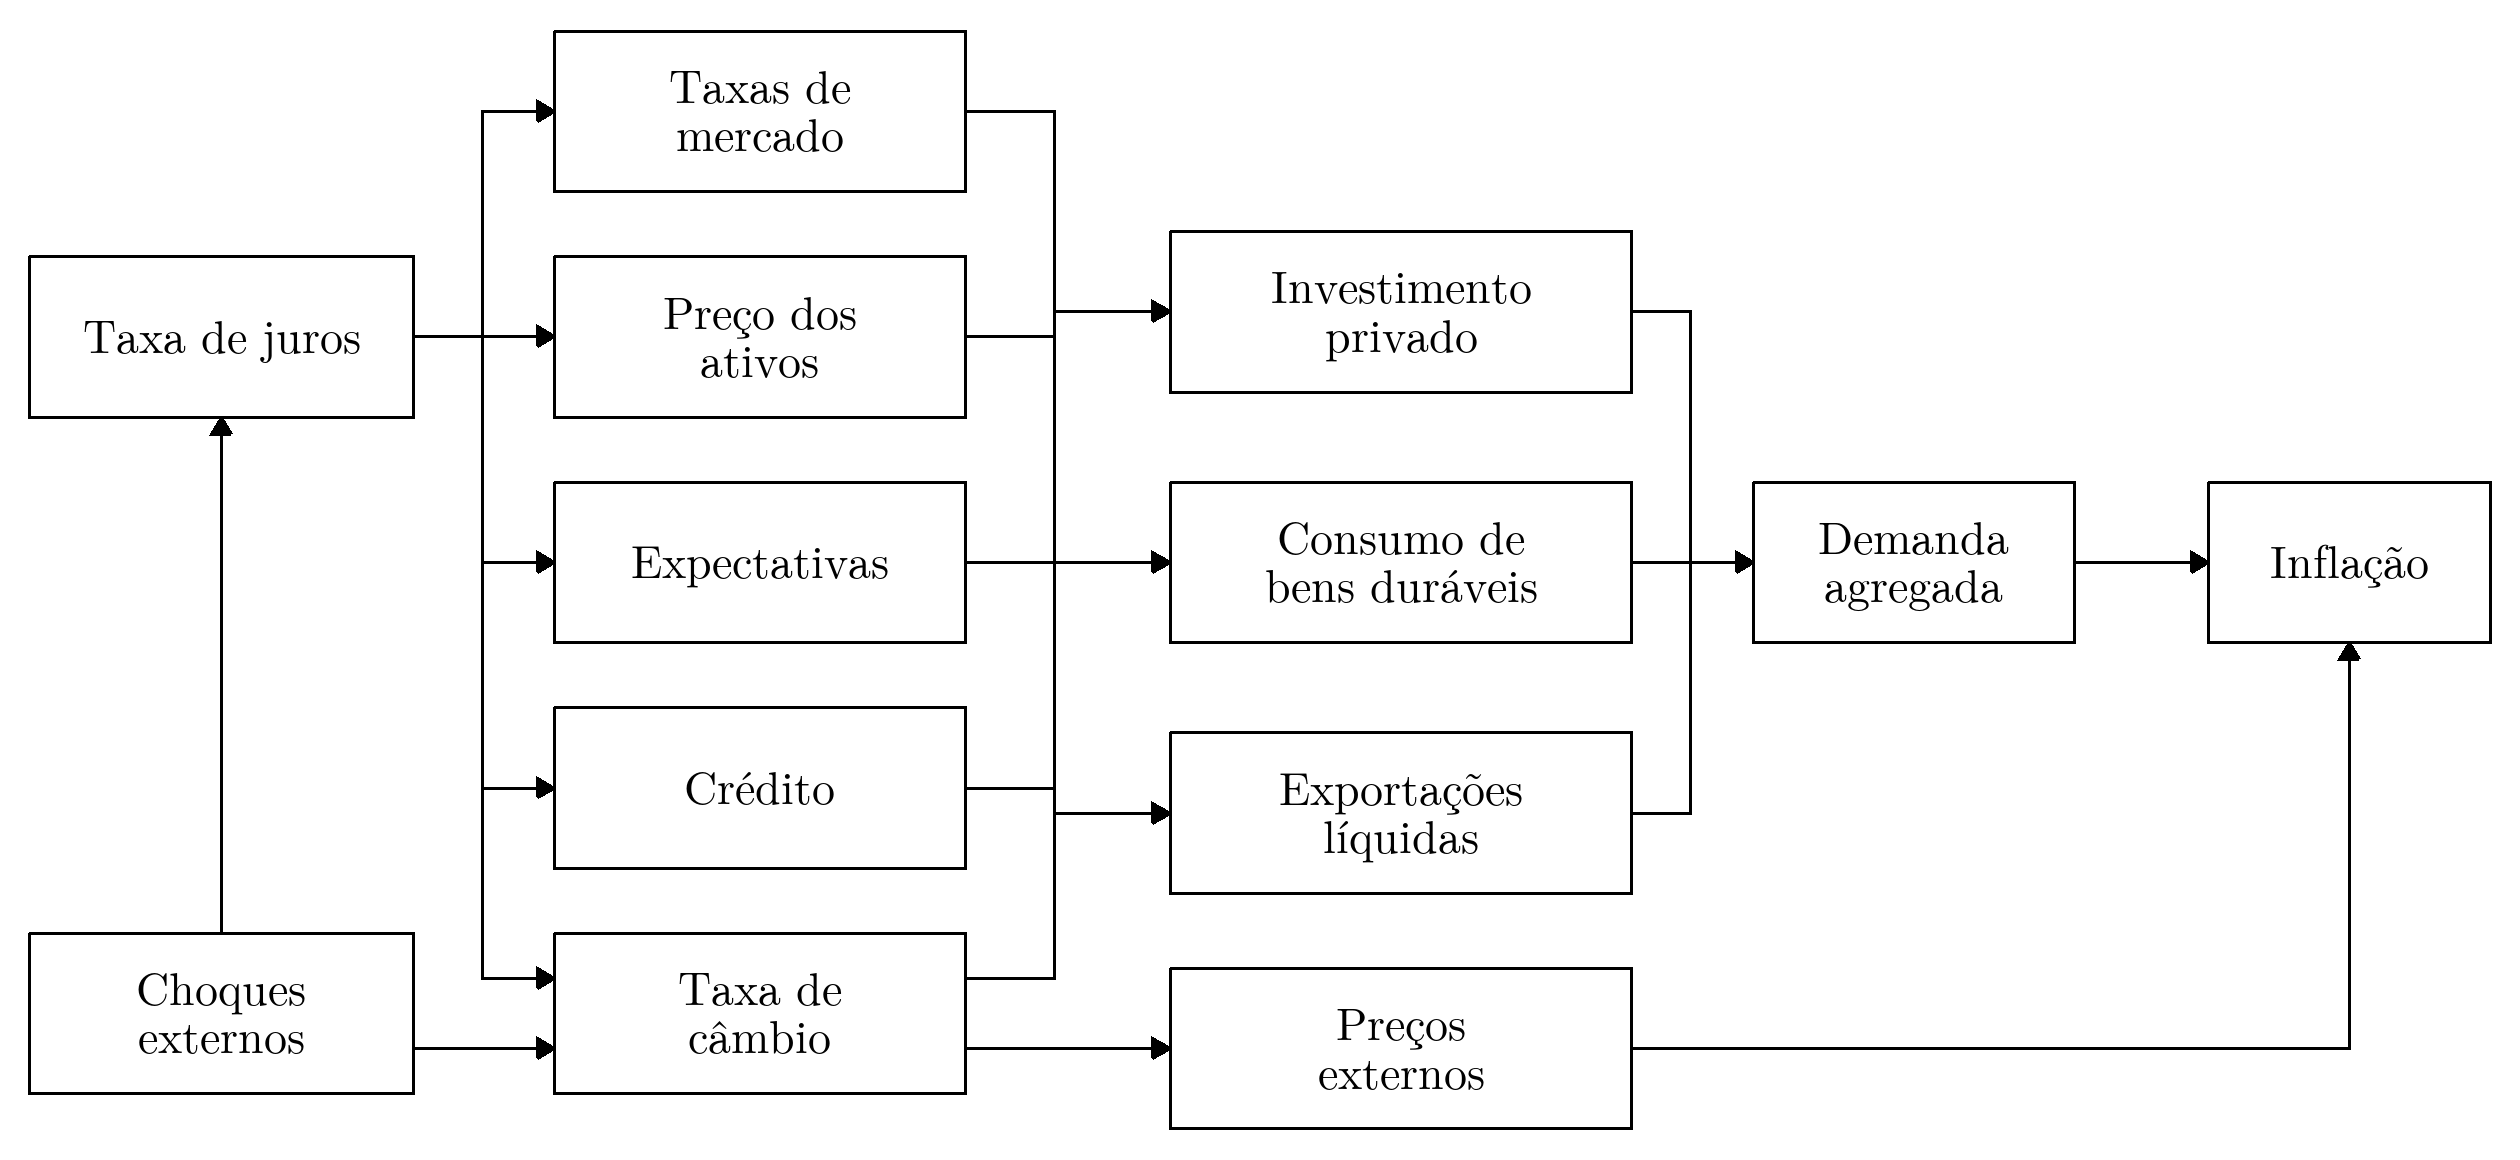 Taxa de juros
Choques
externos
Taxas de
mercado
Preço dos
ativos
Expectativas
Crédito
Taxa de
câmbio
Investimento
privado
Consumo de
bens duráveis
Exportações
líquidas
Preços
externos
Demanda
agregada
Inflação